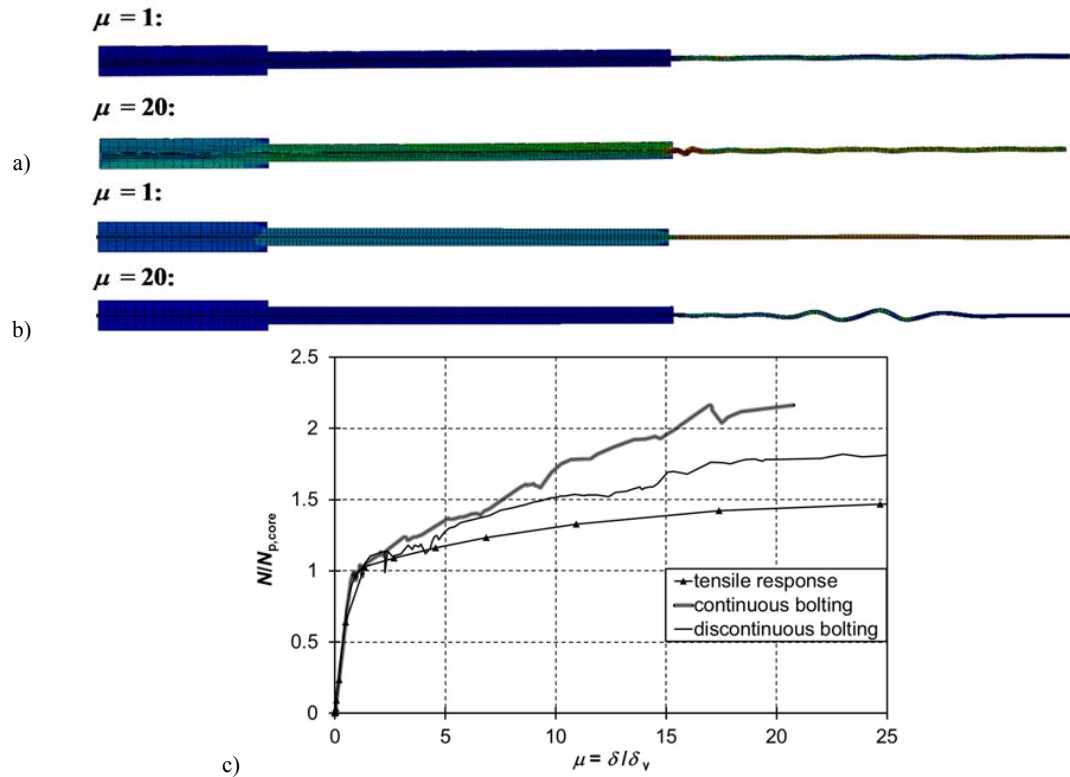 μ = 1:
μ = 20:
a)
μ = 1:
μ = 20:
b)
2.5
2
1.5
1
0.5
0
N/Np,core
tensile response
continuous bolting
discontinuous bolting
0 5 10 15 20 25
μ = δ/δy
c)